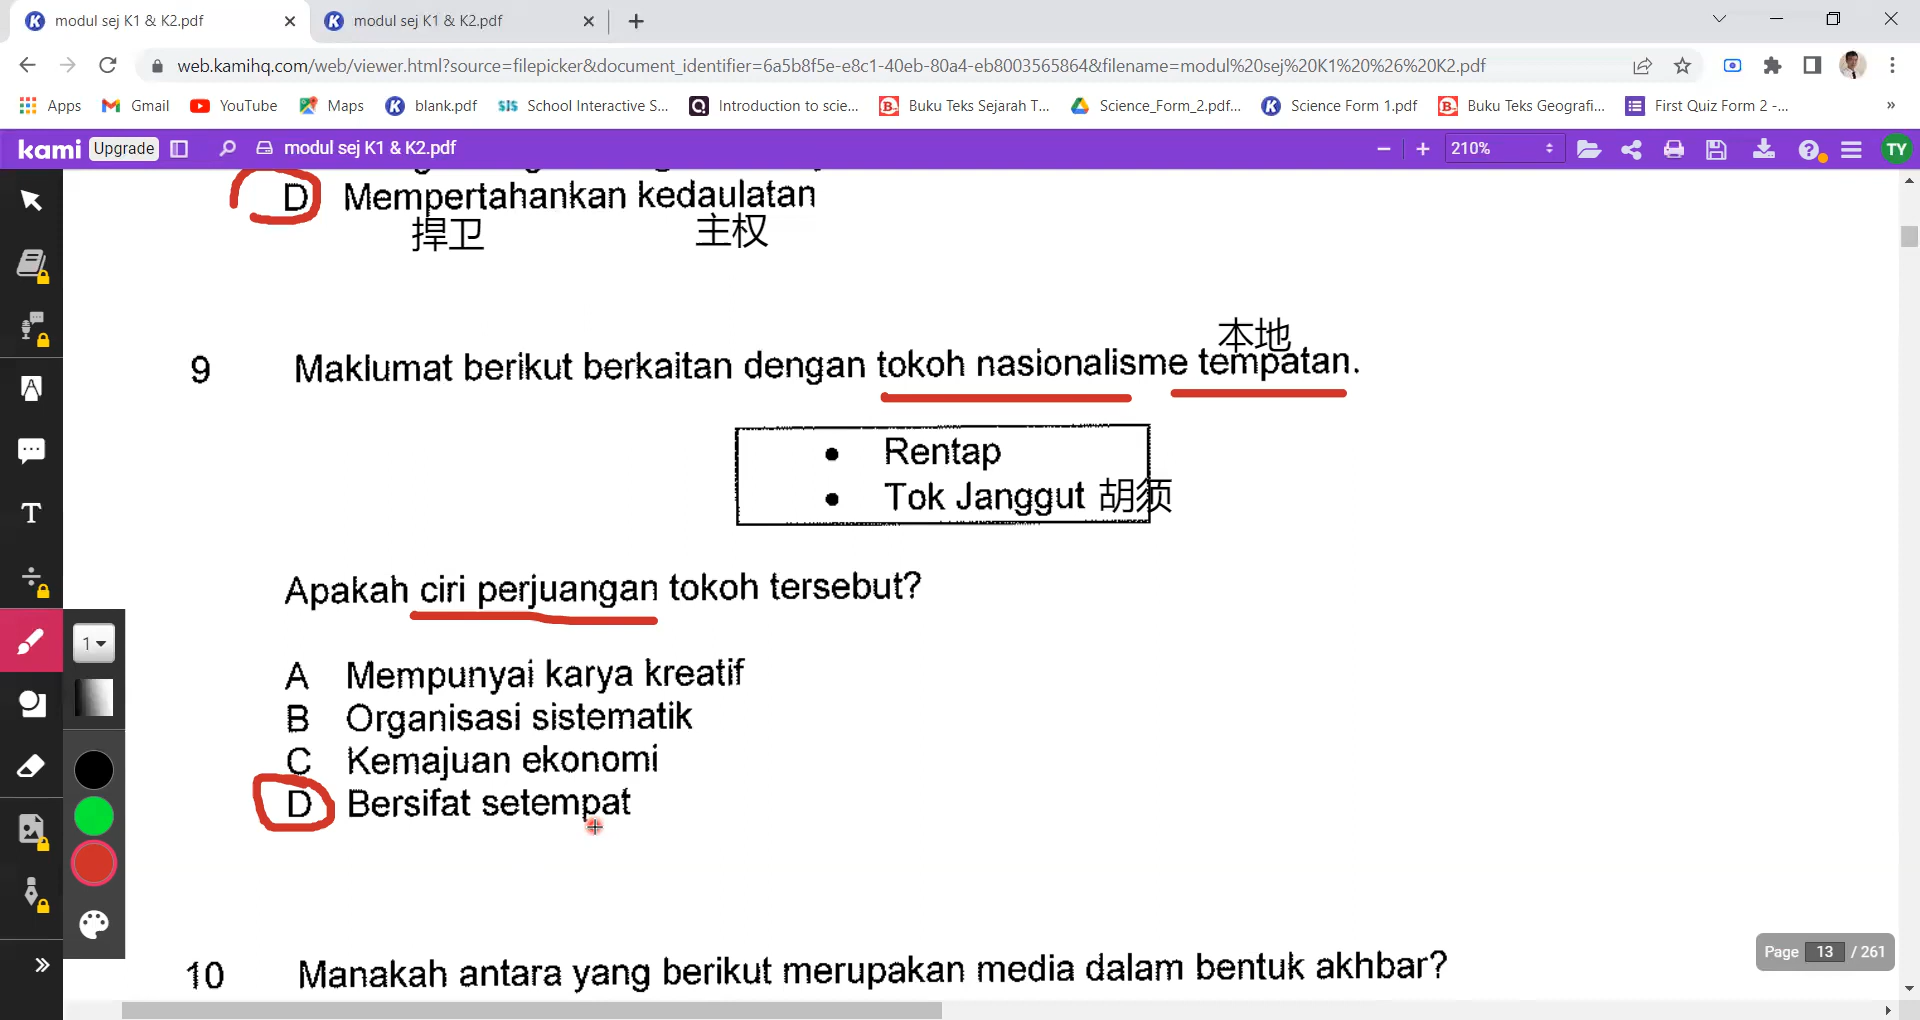 modul sej K1 & K2.pdf
modul sej K1 & K2.pdf
web.kamihq.com/web/viewer.html?source=filepicker&document_identifier=6a5b8f5e-e8c1-40eb-80a4-eb8003565864&filename=modul%20sej%20K1%20%26%20K2.pdf
Apps Gmail YouTube Maps blank.pdf School Interactive S... Introduction to scie... Buku Teks Sejarah T... Science_Form_2.pdf... Science Form 1.pdf Buku Teks Geografi... First Quiz Form 2 -... »
kami Upgrade modul sej K1 & K2.pdf 210% TY
D Mempertahankan kedaulatan
捍卫 主权
本地
9 Maklumat berikut berkaitan dengan tokoh nasionalisme tempatan.
• Rentap
• Tok Janggut 胡须
Apakah ciri perjuangan tokoh tersebut?
A Mempunyai karya kreatif
B Organisasi sistematik
C Kemajuan ekonomi
D Bersifat setempat
10 Manakah antara yang berikut merupakan media dalam bentuk akhbar?
1
Page 13 / 261